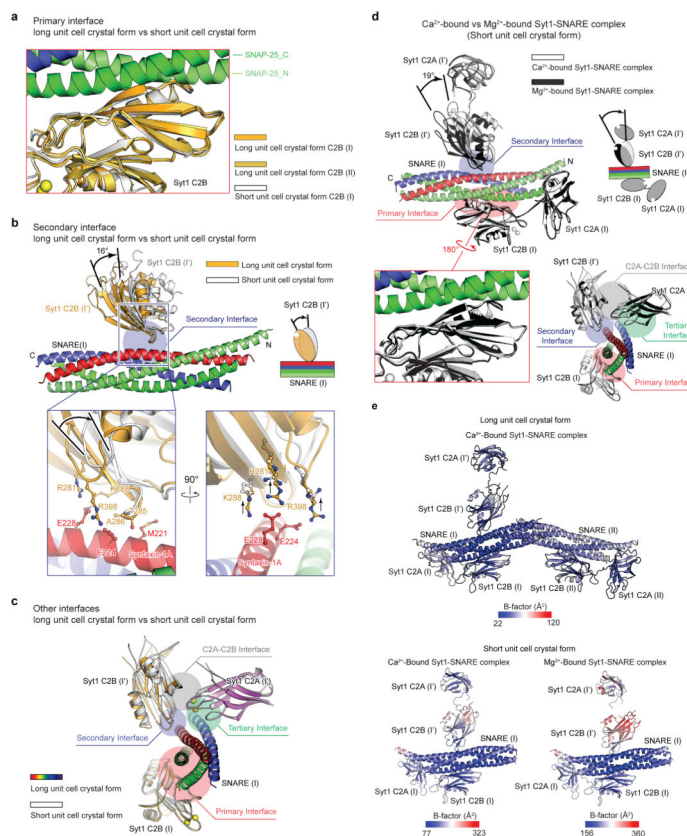 a
Primary interface
long unit cell crystal form vs short unit cell crystal form
SNAP-25_C
SNAP-25_N
Syt1 C2B
Long unit cell crystal form C2B (I)
Long unit cell crystal form C2B (II)
Short unit cell crystal form C2B (I)
b
Secondary interface
long unit cell crystal form vs short unit cell crystal form
16°
Syt1 C2B (I')
Long unit cell crystal form
Short unit cell crystal form
Syt1 C2B (I')
Syt1 C2B (I')
Secondary Interface
SNARE(I)
C
N
SNARE (I)
R281
R398
Y285
A286
E228
E224
M221
Syntaxin-1A
90°
R281
K288
R398
E228
E224
Syntaxin-1A
c
Other interfaces
long unit cell crystal form vs short unit cell crystal form
C2A-C2B Interface
Syt1 C2B (I')
Syt1 C2A (I')
Secondary Interface
Tertiary Interface
SNARE (I)
Primary Interface
Syt1 C2B (I)
Long unit cell crystal form
Short unit cell crystal form
d
Ca²⁺-bound vs Mg²⁺-bound Syt1-SNARE complex
(Short unit cell crystal form)
Syt1 C2A (I')
19°
Ca²⁺-bound Syt1-SNARE complex
Mg²⁺-bound Syt1-SNARE complex
Syt1 C2B (I')
Secondary Interface
SNARE (I)
C
N
Primary Interface
Syt1 C2A (I)
Syt1 C2B (I)
180°
Syt1 C2A (I')
Syt1 C2B (I')
SNARE (I)
Syt1 C2B (I)
Syt1 C2A (I)
C2A-C2B Interface
Syt1 C2B (I')
Syt1 C2A
Secondary
Interface
Tertiary
Interface
SNARE (I)
Syt1 C2B (I)
Primary Interface
e
Long unit cell crystal form
Ca²⁺-Bound Syt1-SNARE complex
Syt1 C2A (I')
Syt1 C2B (I')
SNARE (I)
SNARE (II)
Syt1 C2A (I)
Syt1 C2B (I)
Syt1 C2B (II)
Syt1 C2A (II)
B-factor (Å²)
22
120
Short unit cell crystal form
Ca²⁺-Bound Syt1-SNARE complex
Mg²⁺-Bound Syt1-SNARE complex
Syt1 C2A (I')
Syt1 C2A (I')
Syt1 C2B (I')
Syt1 C2B (I')
SNARE (I)
SNARE (I)
Syt1 C2A (I)
Syt1 C2B (I)
Syt1 C2A (I)
Syt1 C2B (I)
B-factor (Å²)
77
323
B-factor (Å²)
156
360